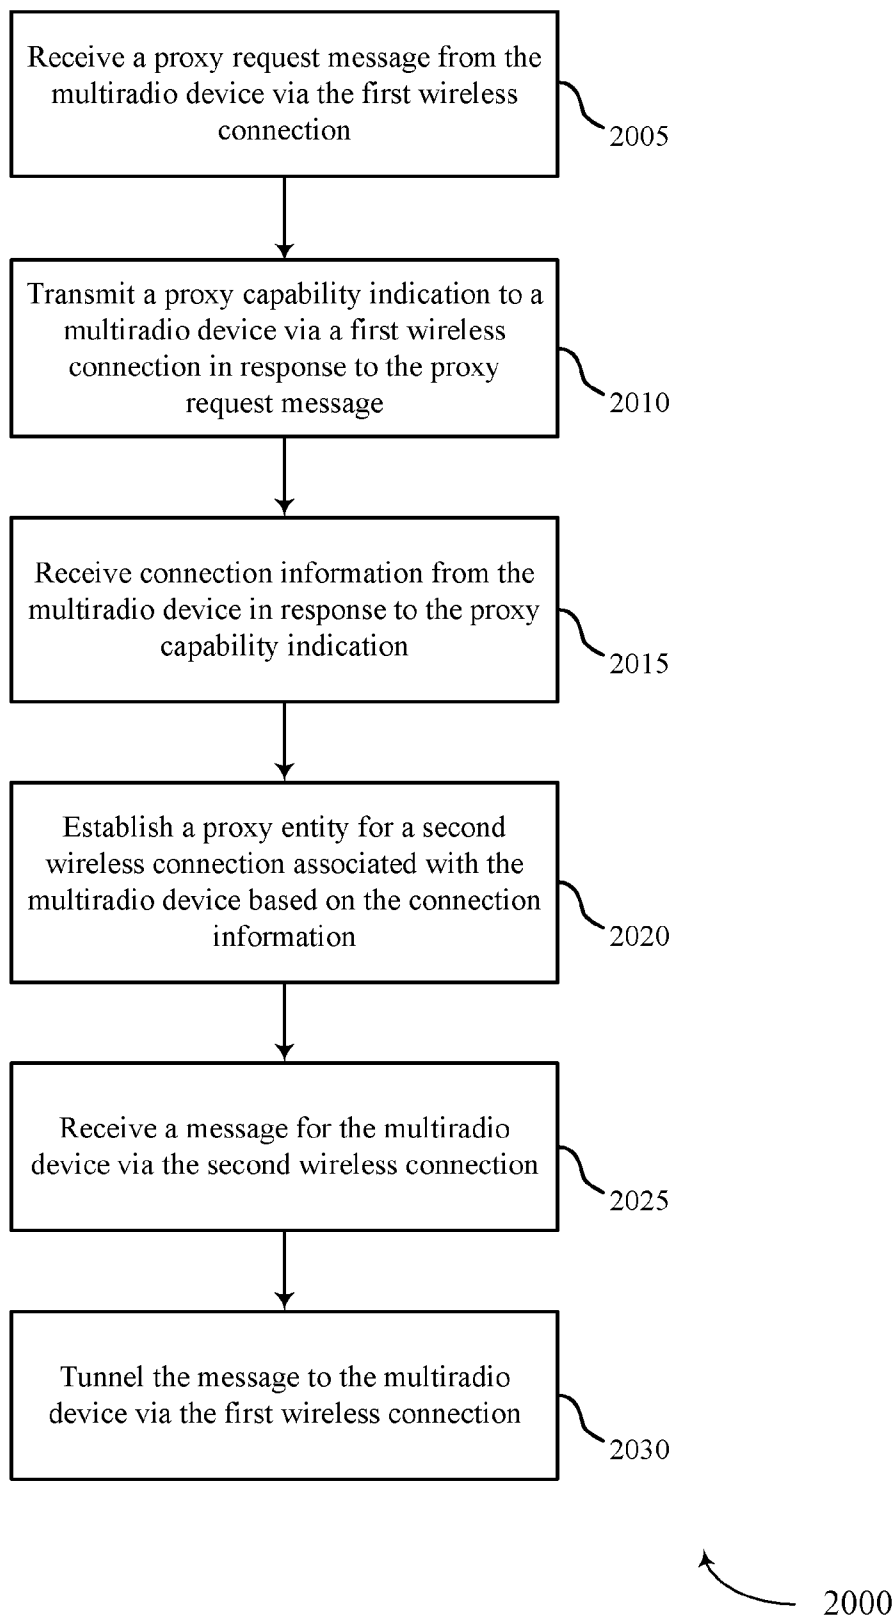 Receive a proxy request message from the
multiradio device via the first wireless
connection
2005
Transmit a proxy capability indication to a
multiradio device via a first wireless
connection in response to the proxy
request message
2010
Receive connection information from the
multiradio device in response to the proxy
capability indication
2015
Establish a proxy entity for a second
wireless connection associated with the
multiradio device based on the connection
information
2020
Receive a message for the multiradio
device via the second wireless connection
2025
Tunnel the message to the multiradio
device via the first wireless connection
2030
2000